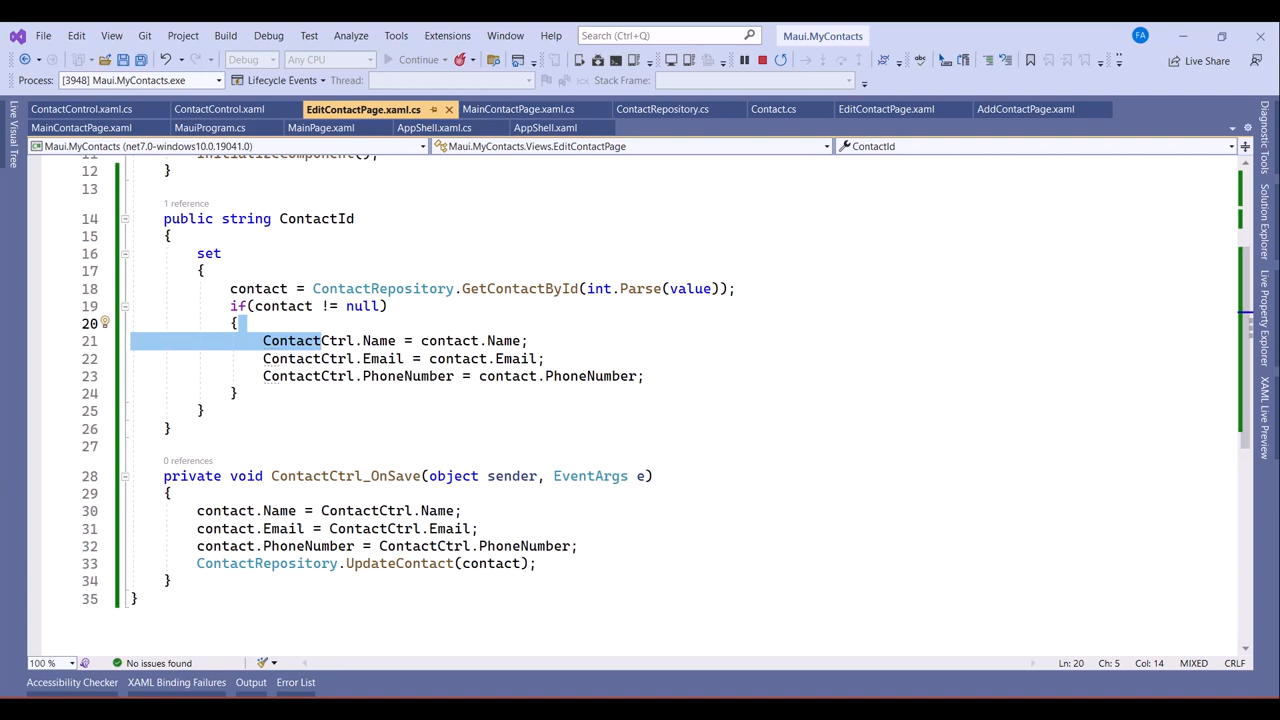 File Edit View Git Project Build Debug Test Analyze Tools Extensions Window Help Search (Ctrl+Q) Maui.MyContacts FA
Debug Any CPU Continue Live Share
Process: [3948] Maui.MyContacts.exe Lifecycle Events Thread: Stack Frame:
ContactControl.xaml.cs ContactControl.xaml EditContactPage.xaml.cs MainContactPage.xaml.cs ContactRepository.cs Contact.cs EditContactPage.xaml AddContactPage.xaml
MainContactPage.xaml MauiProgram.cs MainPage.xaml AppShell.xaml.cs AppShell.xaml
Maui.MyContacts (net7.0-windows10.0.19041.0) Maui.MyContacts.Views.EditContactPage ContactId
Live Visual Tree
11 InitializeComponent();
12 }
13
1 reference
14 public string ContactId
15 {
16 set
17 {
18 contact = ContactRepository.GetContactById(int.Parse(value));
19 if(contact != null)
20 {
21 ContactCtrl.Name = contact.Name;
22 ContactCtrl.Email = contact.Email;
23 ContactCtrl.PhoneNumber = contact.PhoneNumber;
24 }
25 }
26 }
27
0 references
28 private void ContactCtrl_OnSave(object sender, EventArgs e)
29 {
30 contact.Name = ContactCtrl.Name;
31 contact.Email = ContactCtrl.Email;
32 contact.PhoneNumber = ContactCtrl.PhoneNumber;
33 ContactRepository.UpdateContact(contact);
34 }
35 }
Diagnostic Tools
Solution Explorer
Live Property Explorer
XAML Live Preview
100 % No issues found Ln: 20 Ch: 5 Col: 14 MIXED CRLF
Accessibility Checker XAML Binding Failures Output Error List